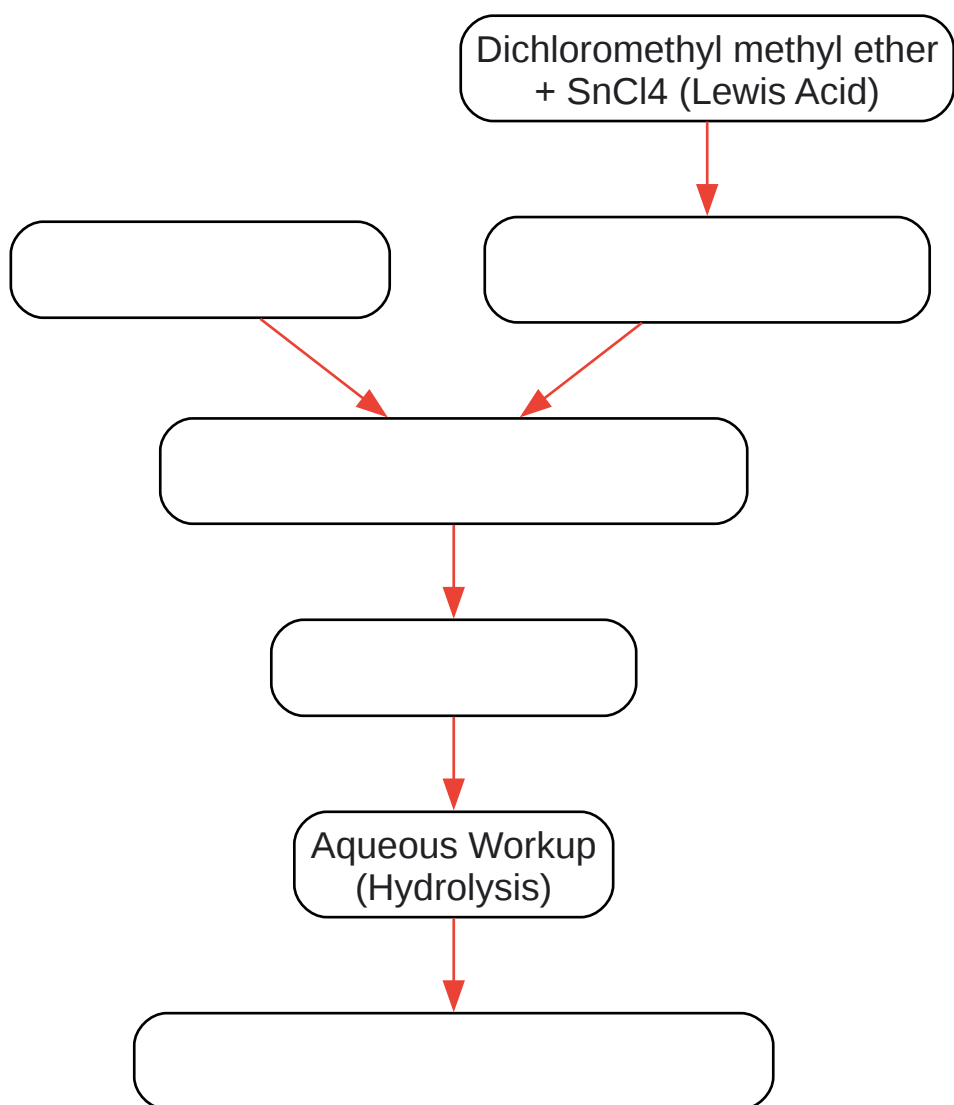 Dichloromethyl methyl ether
+ SnCl4 (Lewis Acid)
Aqueous Workup
(Hydrolysis)